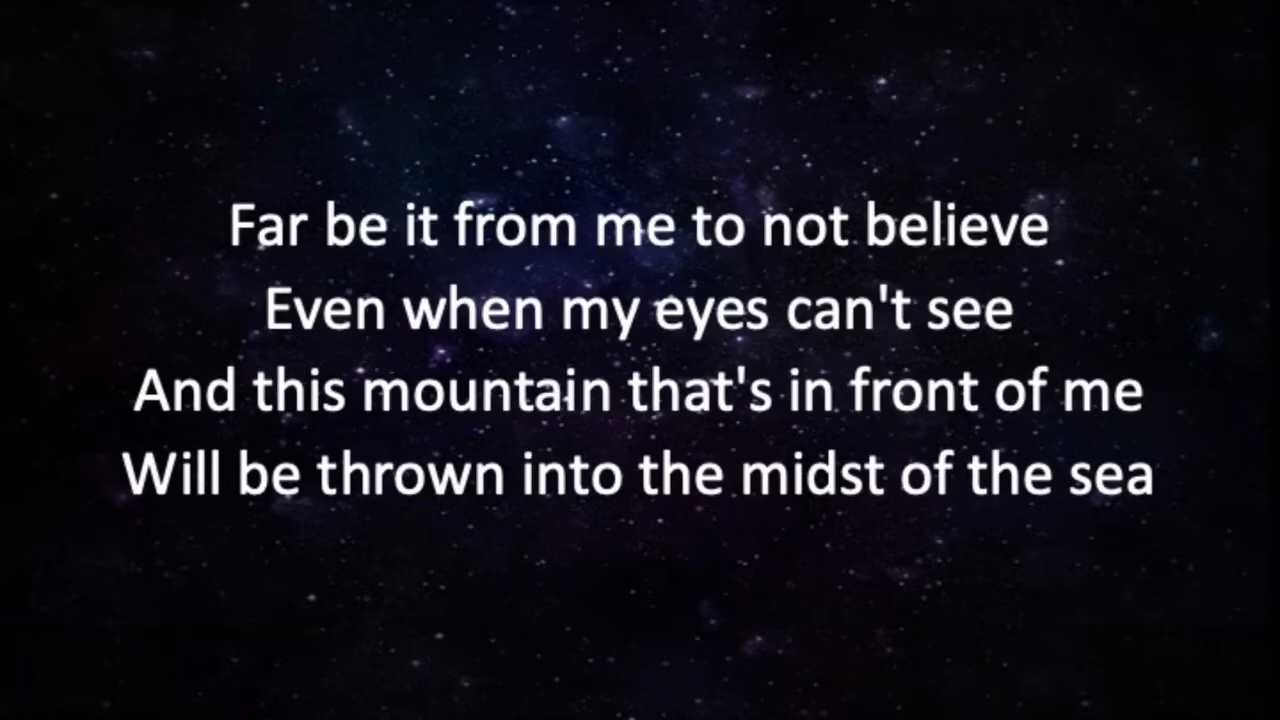 Far be it from me to not believe
Even when my eyes can't see
And this mountain that's in front of me
Will be thrown into the midst of the sea